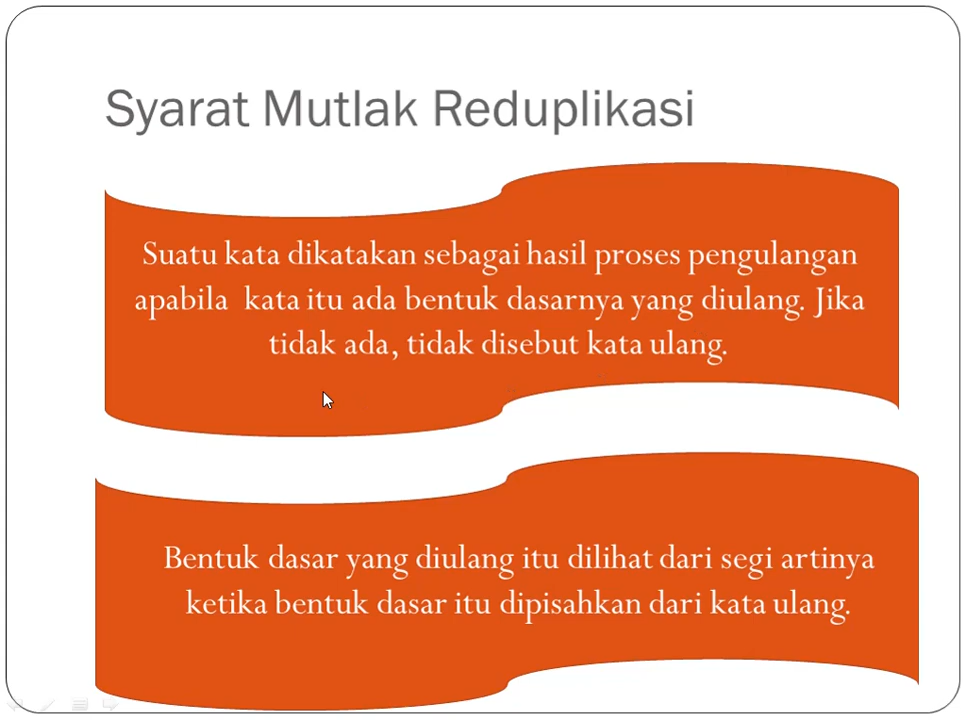 Syarat Mutlak Reduplikasi
Suatu kata dikatakan sebagai hasil proses pengulangan
apabila kata itu ada bentuk dasarnya yang diulang. Jika
tidak ada, tidak disebut kata ulang.
Bentuk dasar yang diulang itu dilihat dari segi artinya
ketika bentuk dasar itu dipisahkan dari kata ulang.